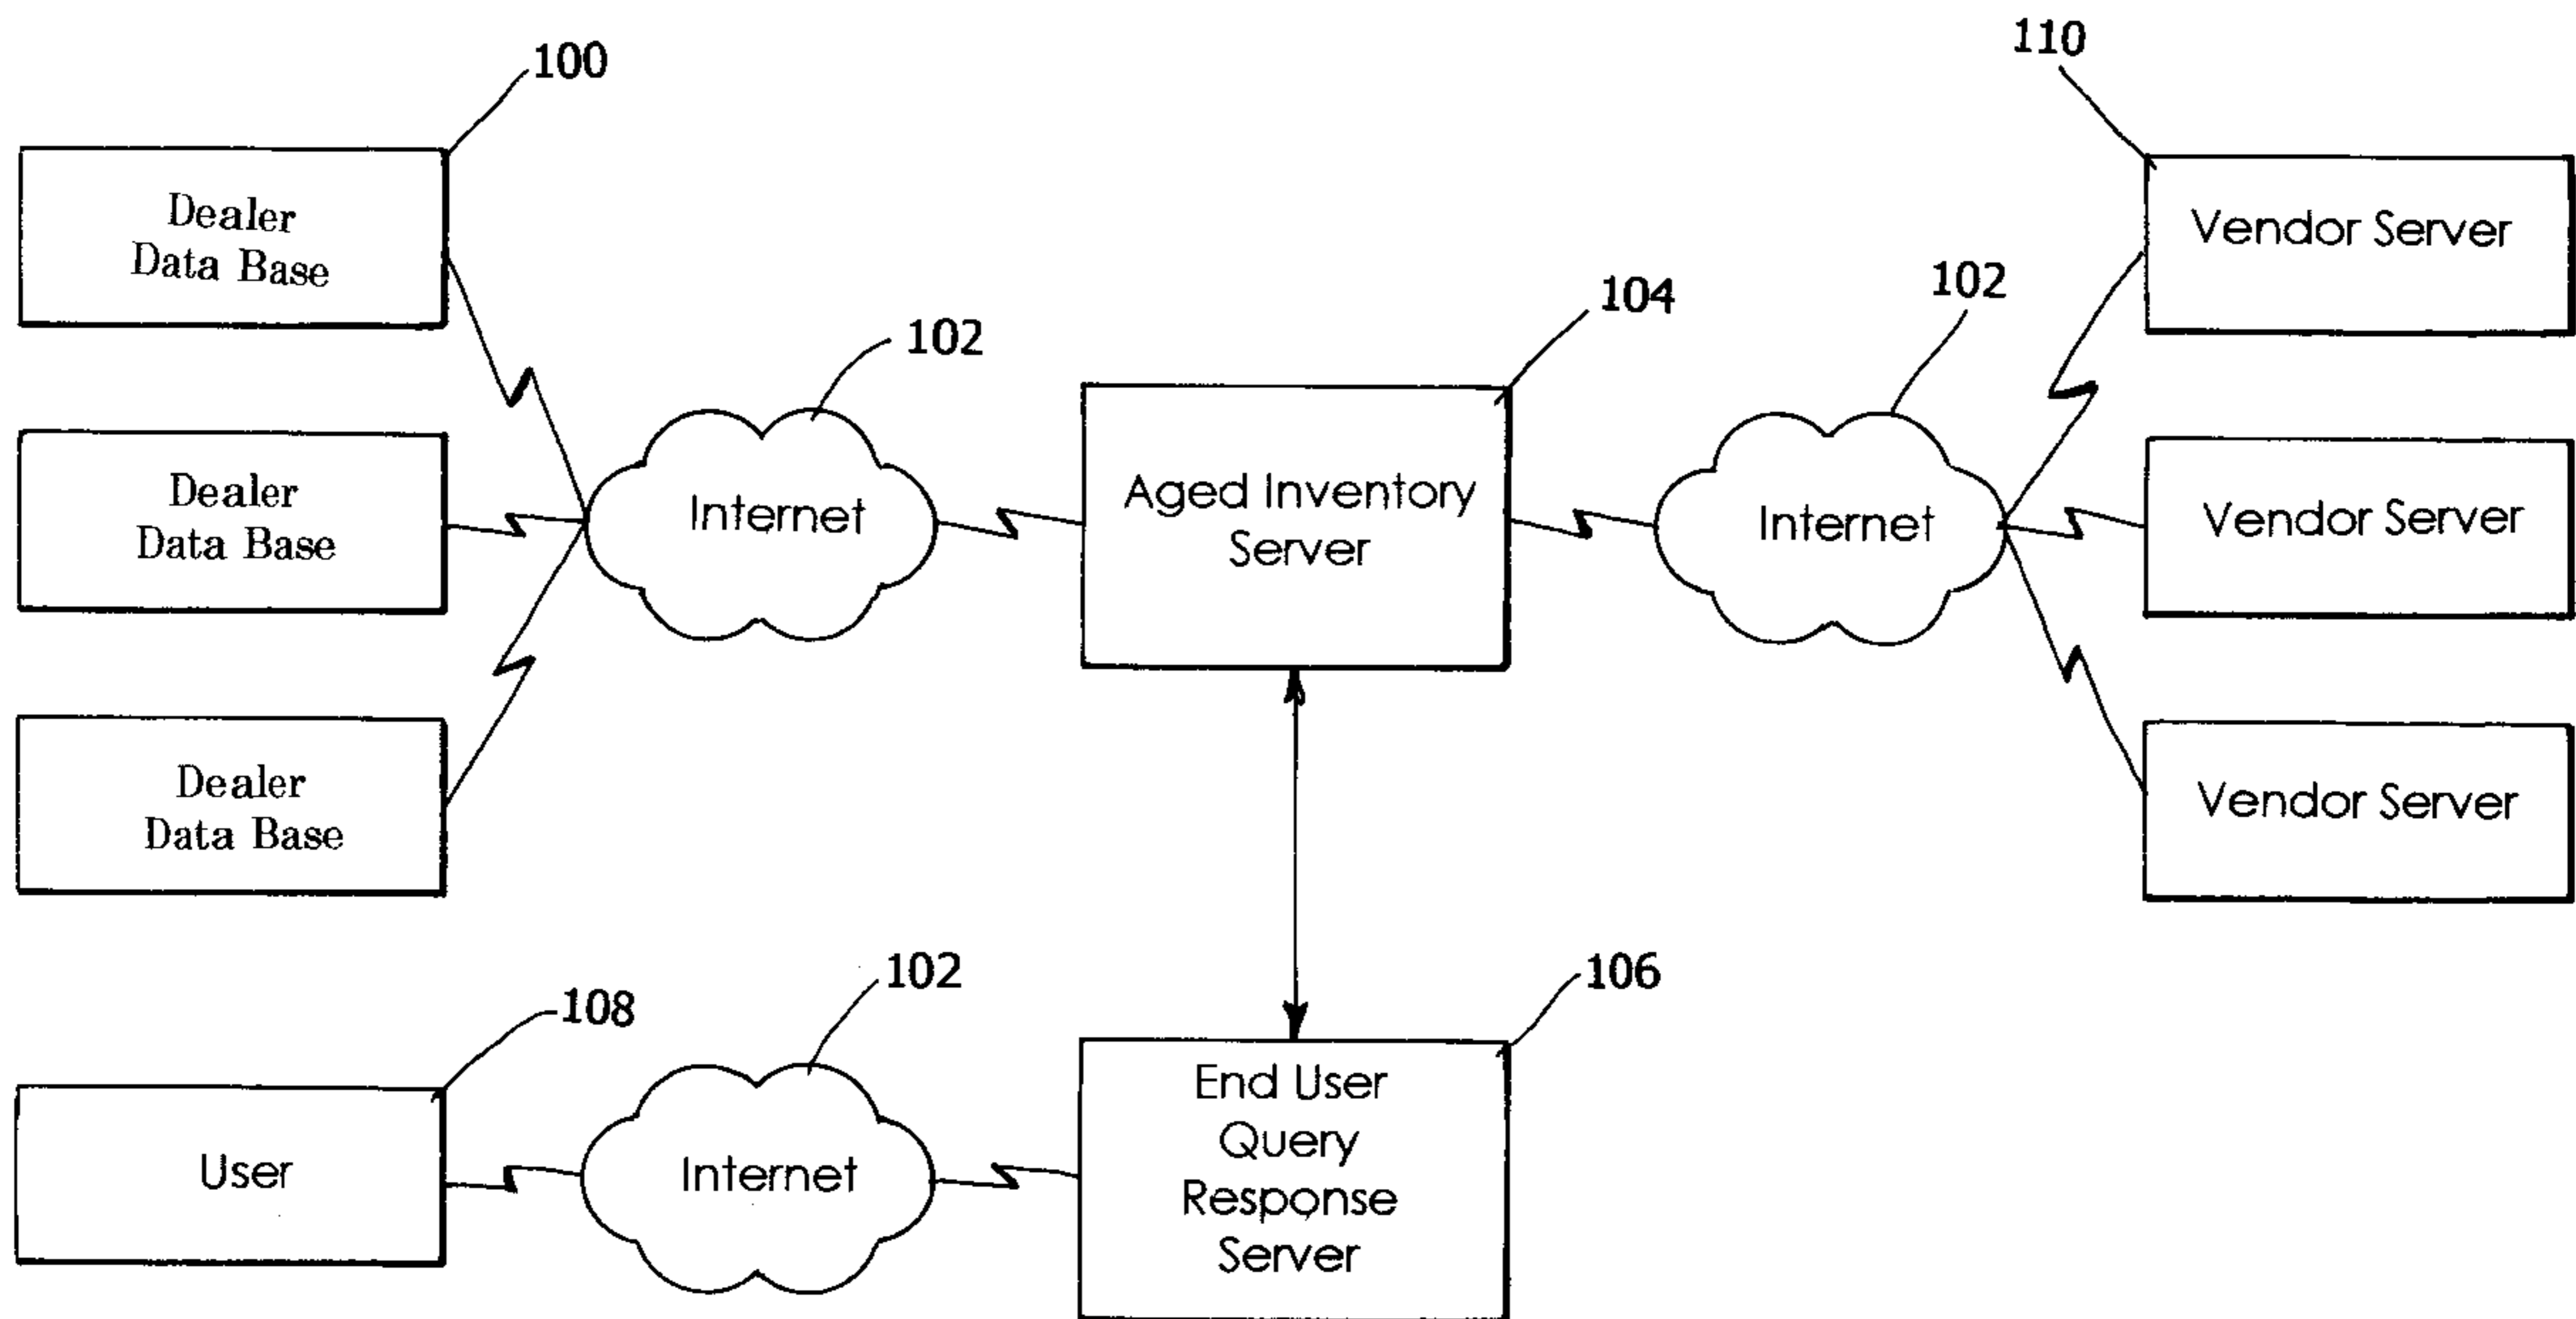 100
110
Dealer
Data Base
Vendor Server
102
104
102
Dealer
Data Base
Internet
Aged Inventory
Server
Internet
Vendor Server
Dealer
Data Base
Vendor Server
108
102
106
User
Internet
End User
Query
Response
Server